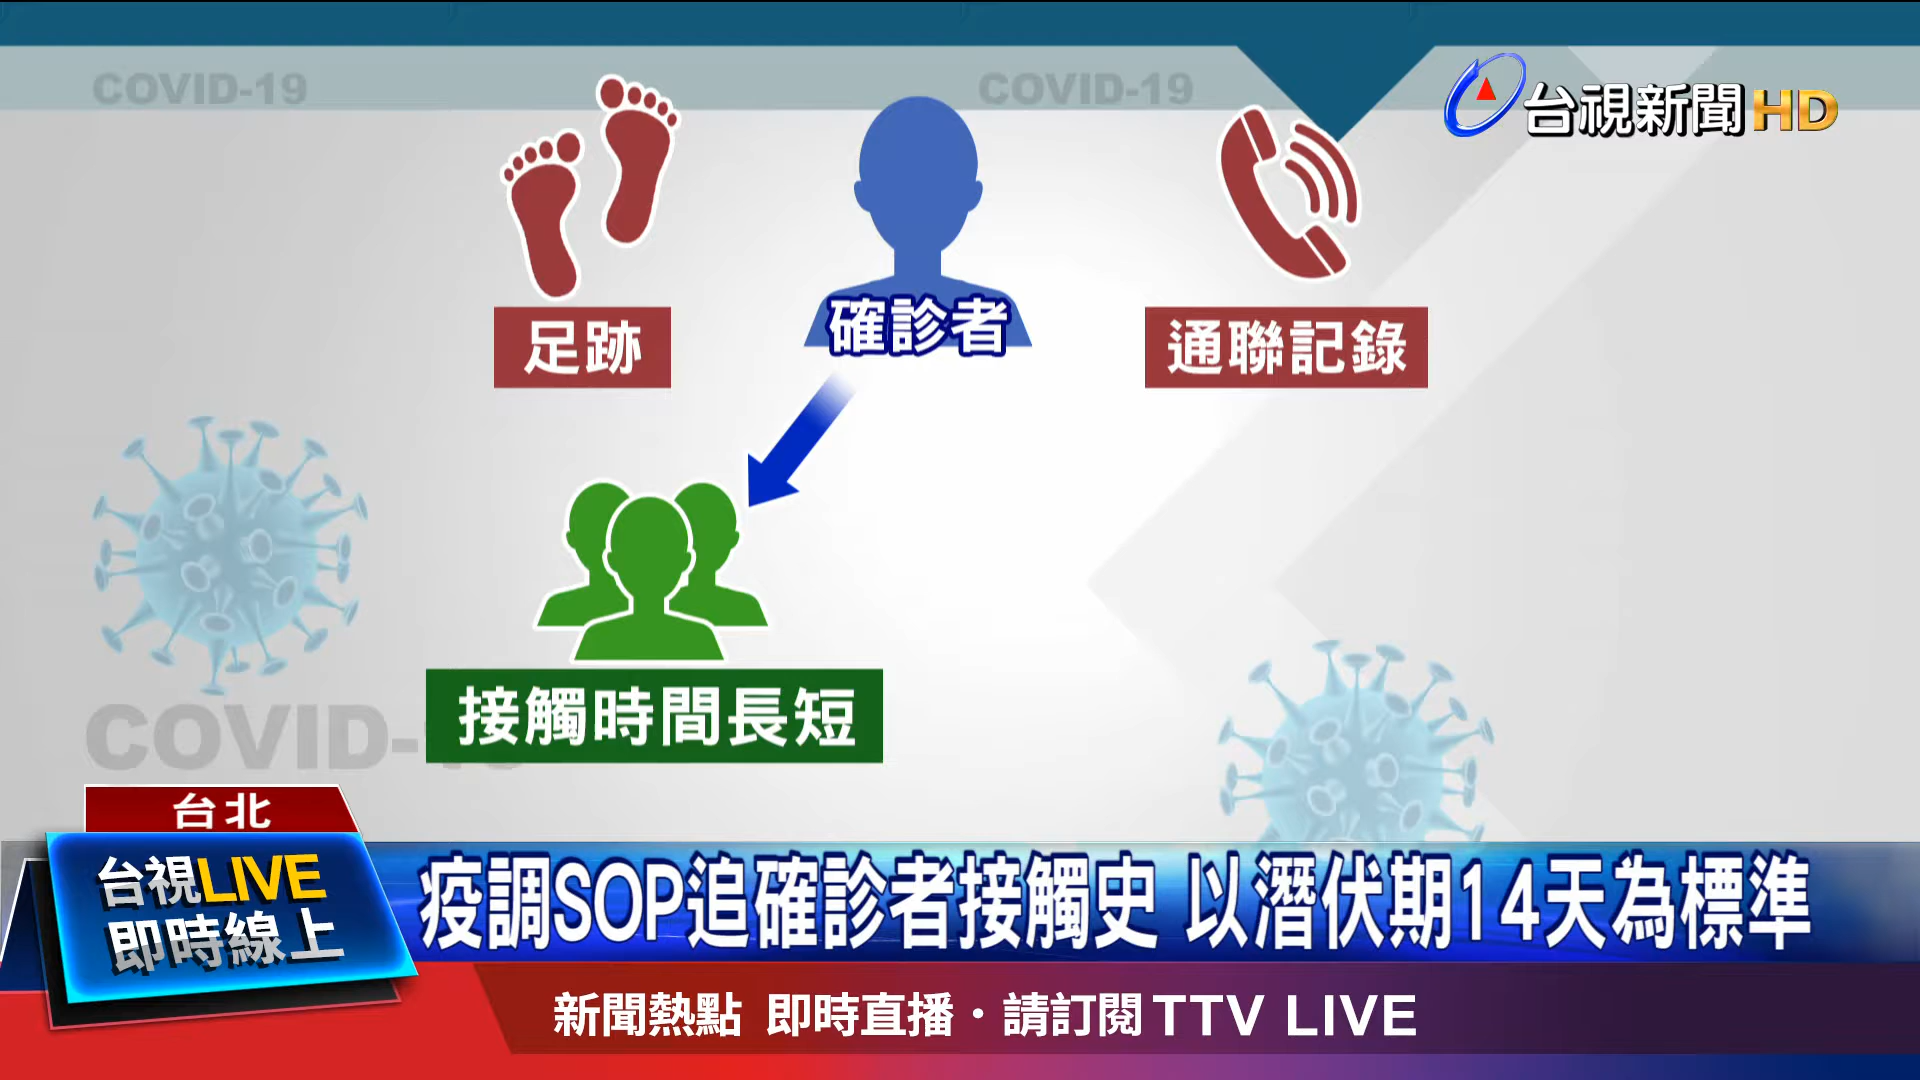 COVID-19
COVID-19
台視新聞HD
確診者
足跡
通聯記錄
接觸時間長短
COVID-
台北
台視LIVE
即時線上
疫調SOP追確診者接觸史 以潛伏期14天為標準
新聞熱點 即時直播·請訂閱TTV LIVE